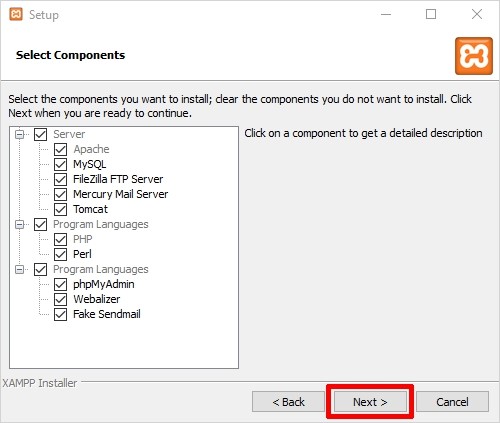 Setup
Select Components
Select the components you want to install; clear the components you do not want to install. Click
Next when you are ready to continue.
Server
Apache
MySQL
FileZilla FTP Server
Mercury Mail Server
Tomcat
Program Languages
PHP
Perl
Program Languages
phpMyAdmin
Webalizer
Fake Sendmail
Click on a component to get a detailed description
XAMPP Installer
< Back
Next >
Cancel